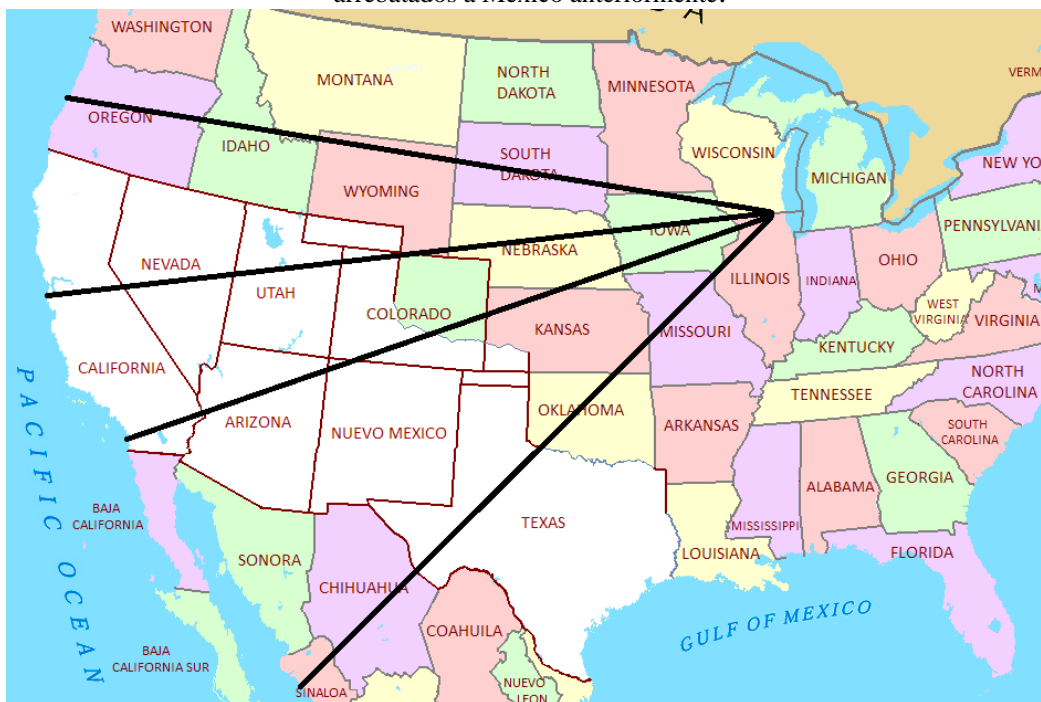 arrebatados a México anteriormente.
C A
WASHINGTON
MONTANA
NORTH
DAKOTA
MINNESOTA
VERM
OREGON
IDAHO
SOUTH
DAKOTA
WISCONSIN
MICHIGAN
NEW YO
WYOMING
IOWA
PENNSYLVANI
NEBRASKA
NEVADA
UTAH
ILLINOIS
INDIANA
OHIO
WEST
VIRGINIA
VIRGINIA
COLORADO
KANSAS
MISSOURI
KENTUCKY
CALIFORNIA
NORTH
CAROLINA
TENNESSEE
ARIZONA
NUEVO MEXICO
OKLAHOMA
ARKANSAS
SOUTH
CAROLINA
GEORGIA
ALABAMA
MISSISSIPPI
BAJA
CALIFORNIA
TEXAS
LOUISIANA
FLORIDA
SONORA
CHIHUAHUA
COAHUILA
GULF OF MEXICO
PACIFIC OCEAN
BAJA
CALIFORNIA SUR
SINALOA
NUEVO
LEON